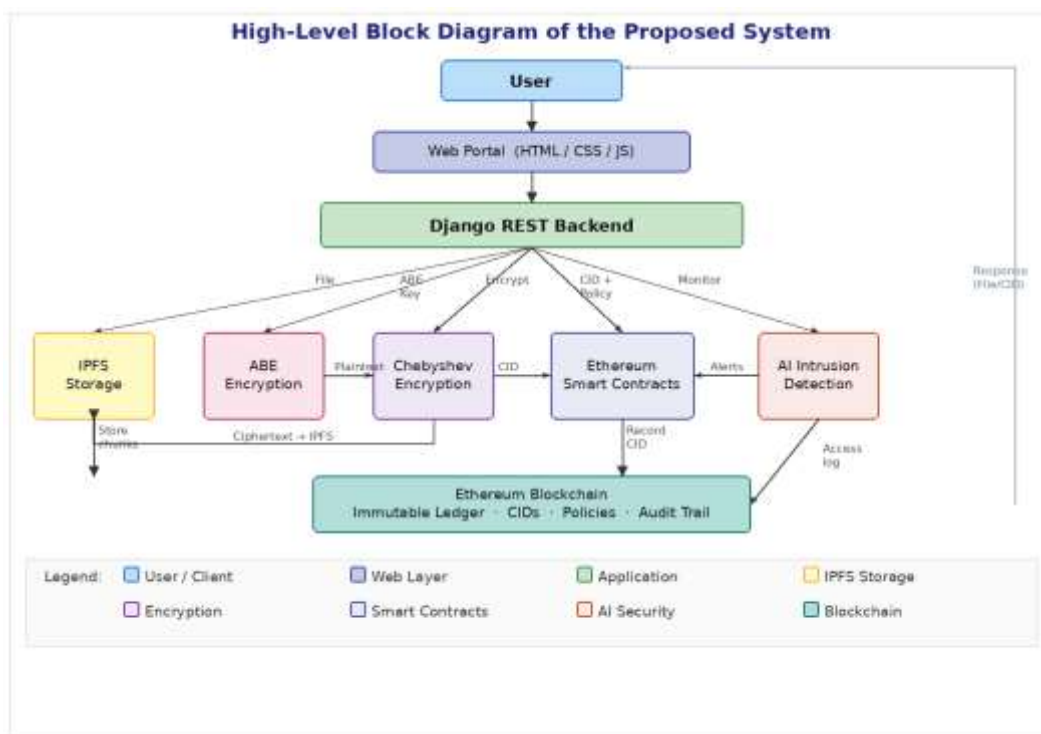 High-Level Block Diagram of the Proposed System
User
Web Portal (HTML / CSS / JS)
Django REST Backend
File
ABE
Key
Encrypt
CID +
Policy
Monitor
Response
(File/CID)
IPFS
Storage
ABE
Encryption
Plaintext
Chebyshev
Encryption
CID
Ethereum
Smart Contracts
Alerts
AI Intrusion
Detection
Store
chunks
Ciphertext → IPFS
Record
CID
Access
log
Ethereum Blockchain
Immutable Ledger · CIDs · Policies · Audit Trail
Legend:
User / Client
Web Layer
Application
IPFS Storage
Encryption
Smart Contracts
AI Security
Blockchain